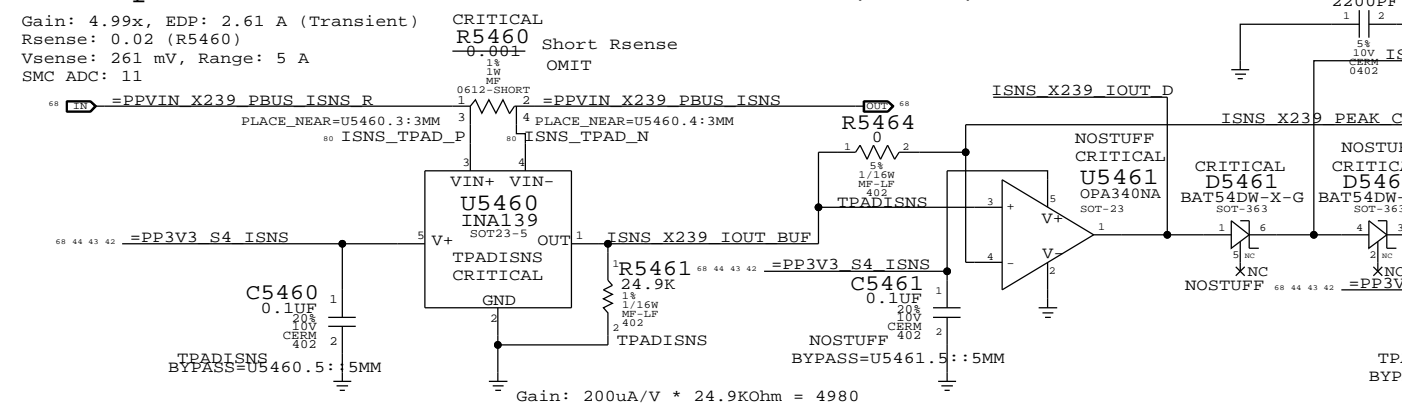 Gain: 4.99x, EDP: 2.61 A (Transient)
Rsense: 0.02 (R5460)
Vsense: 261 mV, Range: 5 A
SMC ADC: 11
CRITICAL
R5460
0.001
1%
1W
MF
0612-SHORT
Short Rsense
OMIT
68 IN =PPVIN_X239_PBUS_ISNS_R
1
2 =PPVIN_X239_PBUS_ISNS
OUT 68
3
4
PLACE_NEAR=U5460.3:3MM
PLACE_NEAR=U5460.4:3MM
80 ISNS_TPAD_P
80 ISNS_TPAD_N
3
4
VIN+ VIN-
U5460
INA139
SOT23-5
5 V+
OUT 1
TPADISNS
CRITICAL
GND
2
68 44 43 42 =PP3V3_S4_ISNS
C5460
0.1UF
20%
10V
CERM
402
1
2
TPADISNS
BYPASS=U5460.5::5MM
ISNS_X239_IOUT_BUF
1
R5461
24.9K
1%
1/16W
MF-LF
402
2
TPADISNS
Gain: 200uA/V * 24.9KOhm = 4980
R5464
0
1
2
5%
1/16W
MF-LF
402
TPADISNS
68 44 43 42 =PP3V3_S4_ISNS
C5461
0.1UF
20%
10V
CERM
402
1
2
NOSTUFF
BYPASS=U5461.5::5MM
ISNS_X239_IOUT_D
ISNS_X239_PEAK_C
NOSTUFF
CRITICAL
U5461
OPA340NA
SOT-23
3 +
4 -
5
V+
V-
2
1
CRITICAL
D5461
BAT54DW-X-G
SOT-363
1
6
5
NC
NC
NOSTUFF
2200PF
1
2
5%
10V
CERM
0402
IS
NOSTUF
CRITICA
D546
BAT54DW-
SOT-363
4
3
2
NC
NC
68 44 43 42 =PP3V
TPA
BYP